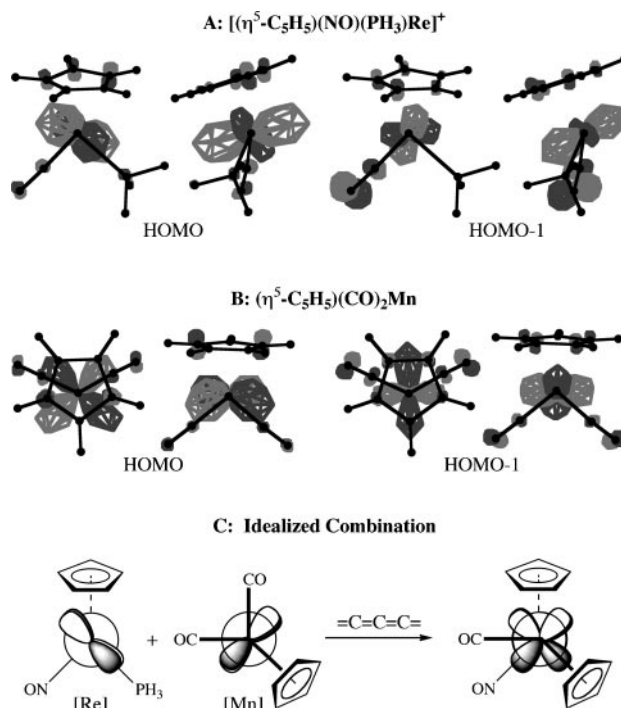 A: [(η⁵-C₅H₅)(NO)(PH₃)Re]⁺
HOMO HOMO-1
B: (η⁵-C₅H₅)(CO)₂Mn
HOMO HOMO-1
C: Idealized Combination
CO
OC + =C=C=C= OC
ON PH₃ ON
[Re] [Mn]